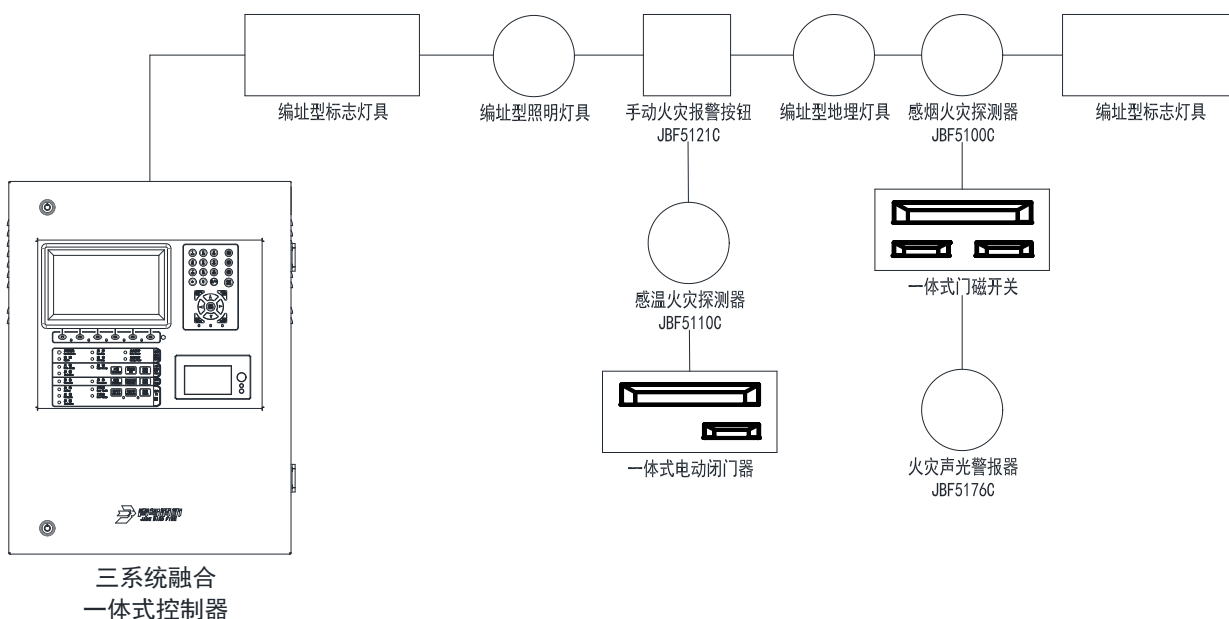 编址型标志灯具
编址型照明灯具
手动火灾报警按钮
JBF5121C
编址型地埋灯具
感烟火灾探测器
JBF5100C
编址型标志灯具
感温火灾探测器
JBF5110C
一体式门磁开关
一体式电动闭门器
火灾声光警报器
JBF5176C
三系统融合
一体式控制器